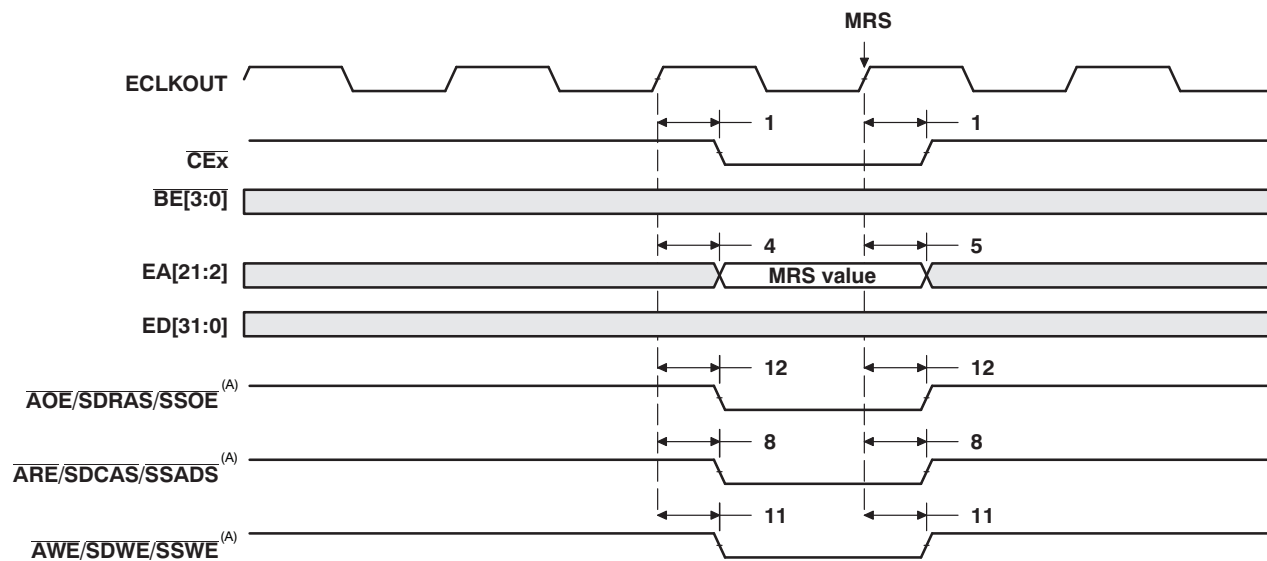 MRS
ECLKOUT
1 1
CEx
BE[3:0]
4 5
EA[21:2] MRS value
ED[31:0]
12 12
AOE/SDRAS/SSOE (A)
8 8
ARE/SDCAS/SSADS (A)
11 11
AWE/SDWE/SSWE (A)